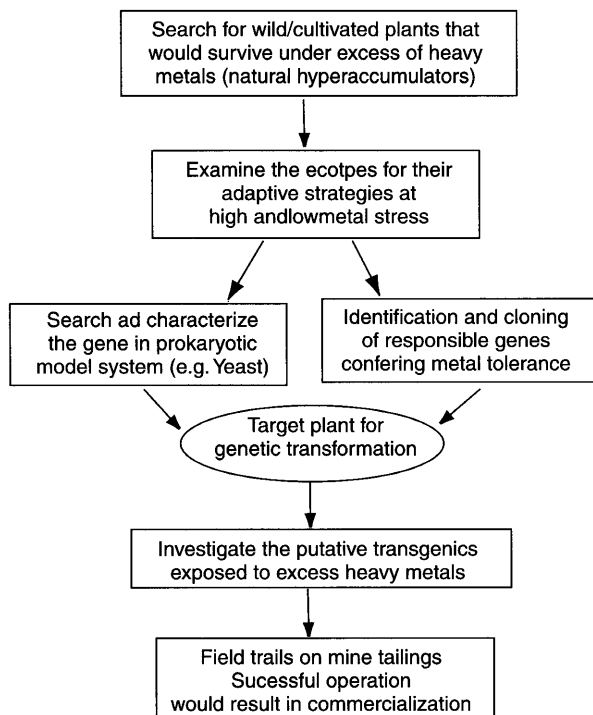 Search for wild/cultivated plants that
would survive under excess of heavy
metals (natural hyperaccumulators)
Examine the ecotpes for their
adaptive strategies at
high andlowmetal stress
Search ad characterize
the gene in prokaryotic
model system (e.g. Yeast)
Identification and cloning
of responsible genes
confering metal tolerance
Target plant for
genetic transformation
Investigate the putative transgenics
exposed to excess heavy metals
Field trails on mine tailings
Sucessful operation
would result in commercialization